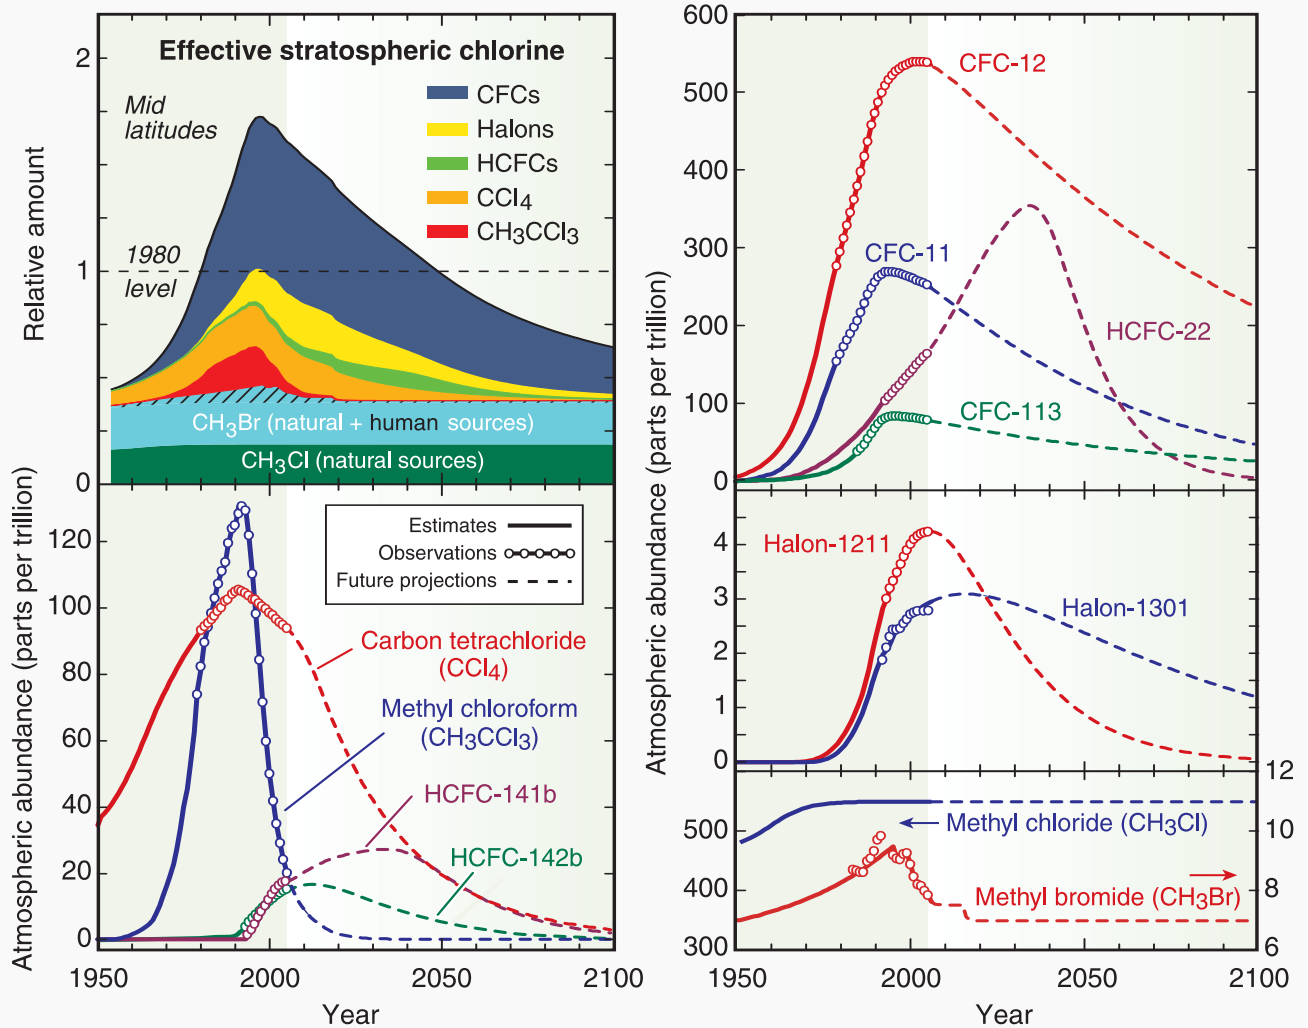 Effective stratospheric chlorine
2
Mid
latitudes
CFCs
Halons
HCFCs
CCl4
CH3CCl3
1980
level
1
0
Relative amount
CH3Br (natural + human sources)
CH3Cl (natural sources)
Atmospheric abundance (parts per trillion)
120
100
80
60
40
20
0
Estimates
Observations
Future projections
Carbon tetrachloride
(CCl4)
Methyl chloroform
(CH3CCl3)
HCFC-141b
HCFC-142b
1950
2000
2050
2100
Year
600
500
400
300
200
100
0
Atmospheric abundance (parts per trillion)
CFC-12
CFC-11
HCFC-22
CFC-113
4
3
2
1
0
Halon-1211
Halon-1301
500
400
300
12
10
8
6
Methyl chloride (CH3Cl)
Methyl bromide (CH3Br)
1950
2000
2050
2100
Year